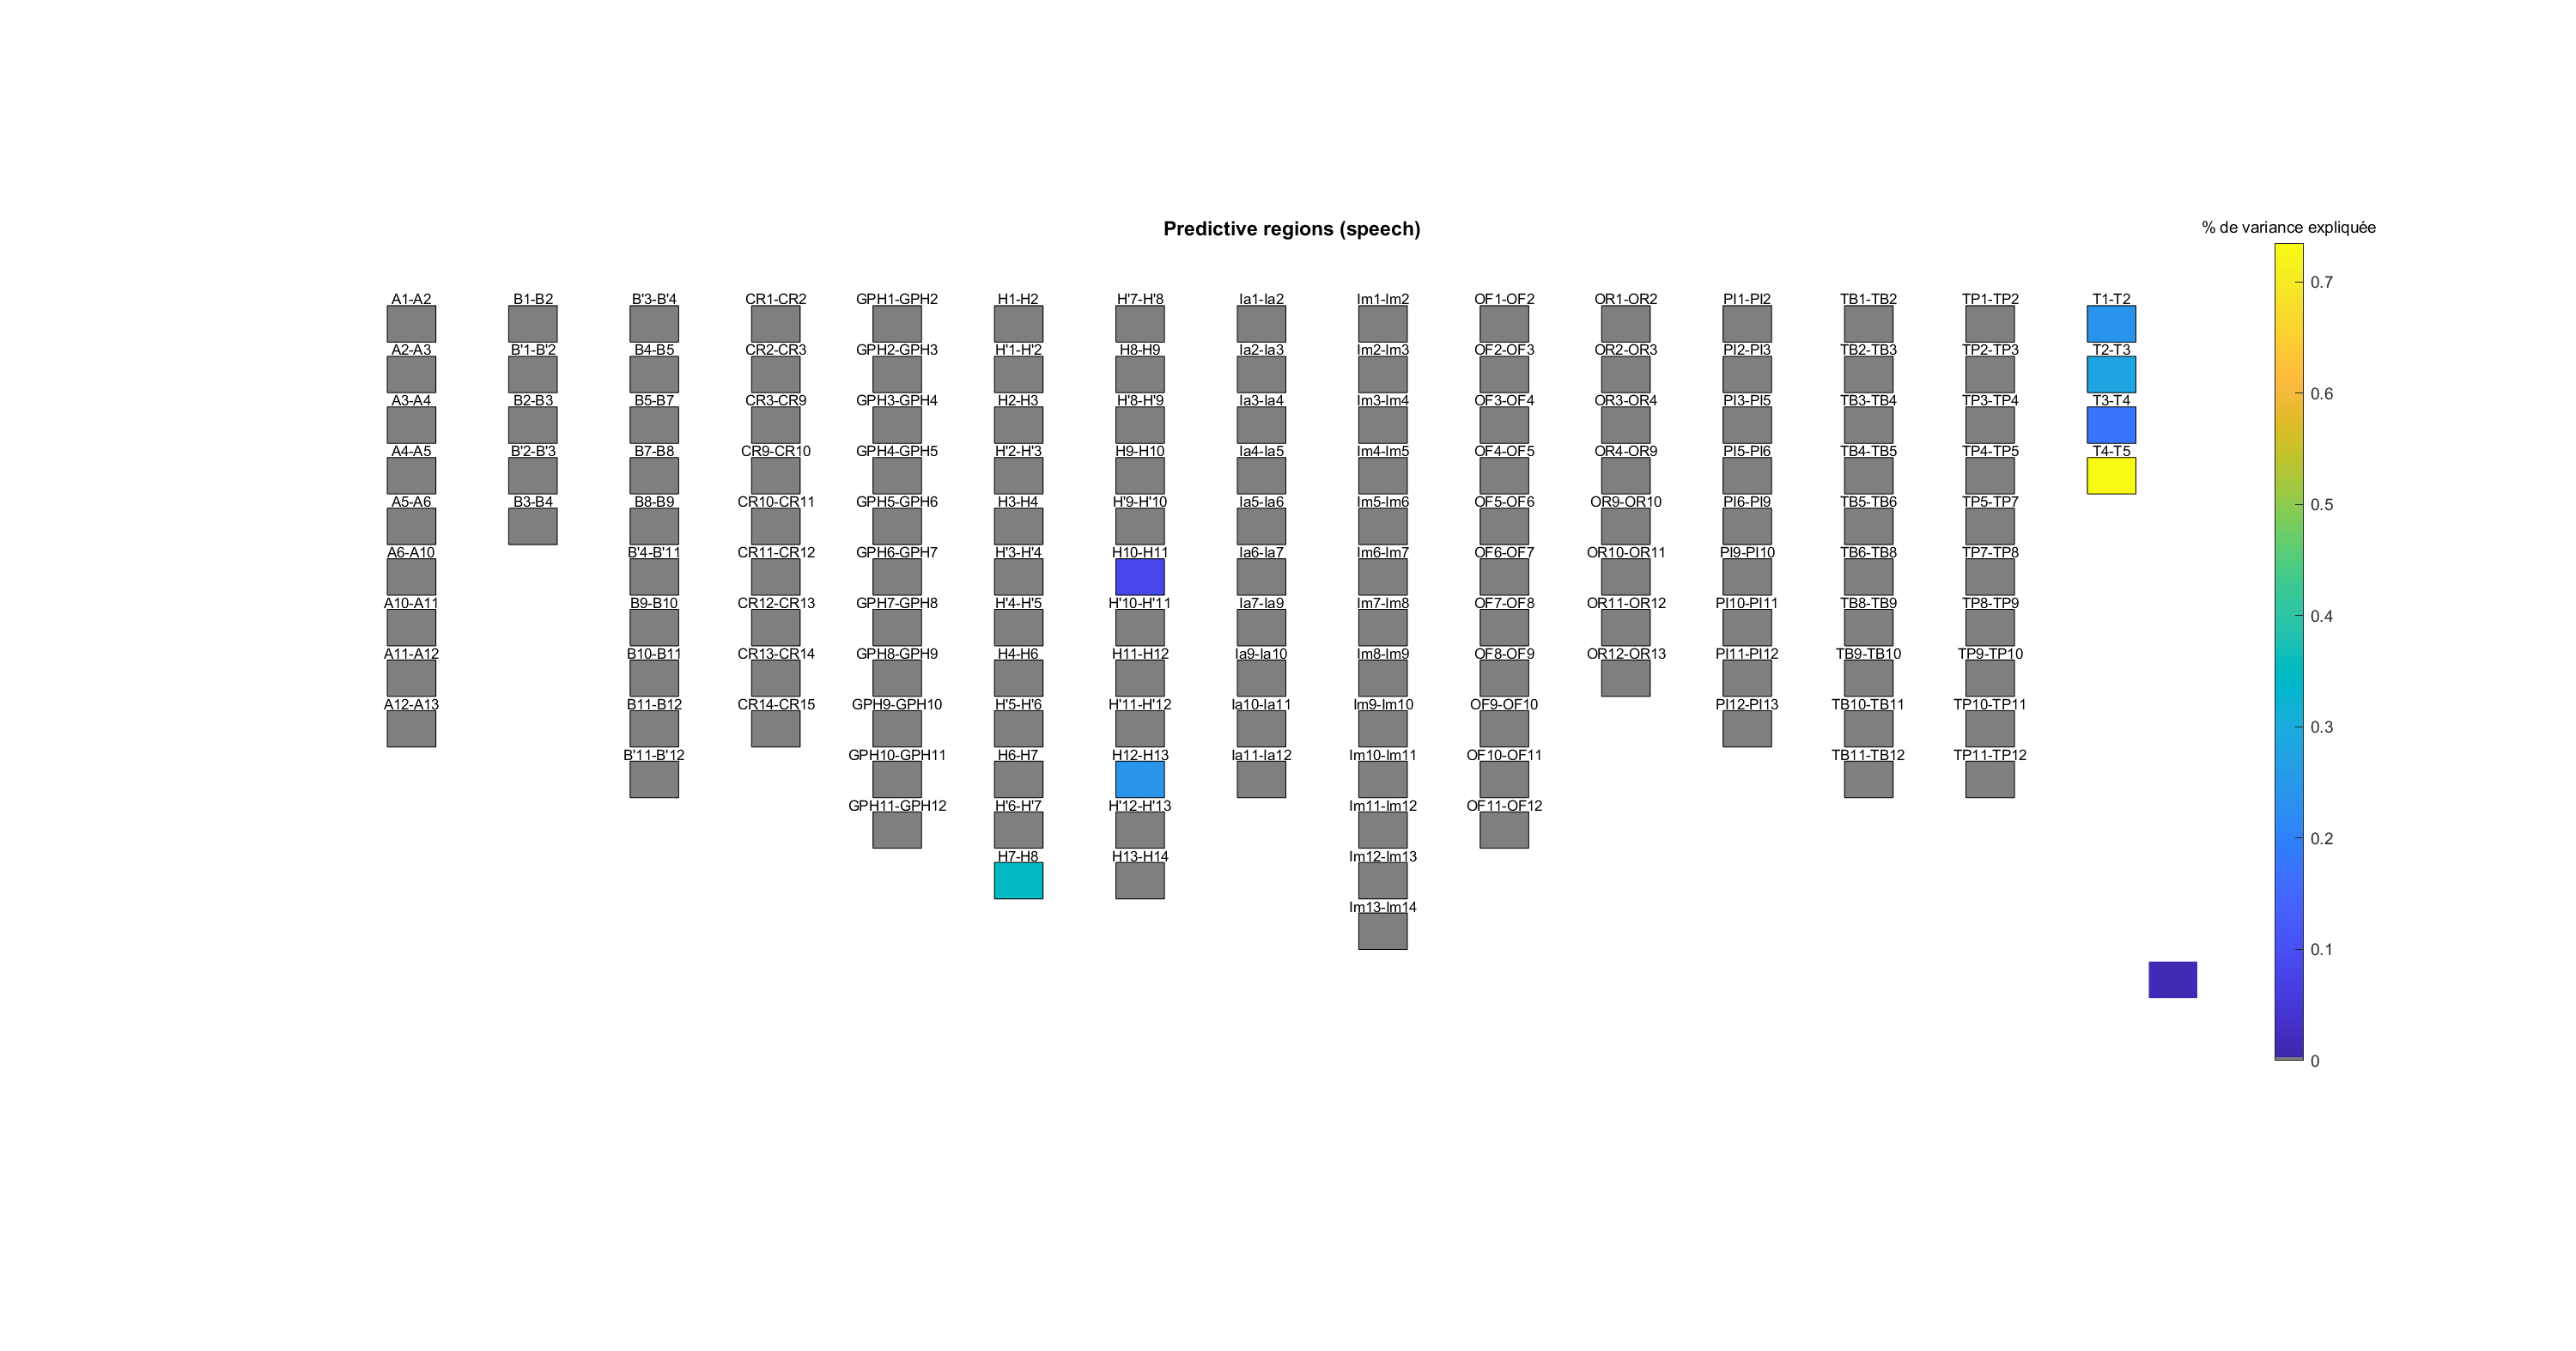 Predictive regions (speech)
% de variance expliquée
A1-A2 B1-B2 B'3-B'4 CR1-CR2 GPH1-GPH2 H1-H2 H'7-H'8 Ia1-Ia2 Im1-Im2 OF1-OF2 OR1-OR2 PI1-PI2 TB1-TB2 TP1-TP2 T1-T2
A2-A3 B'1-B'2 B4-B5 CR2-CR3 GPH2-GPH3 H'1-H'2 H8-H9 Ia2-Ia3 Im2-Im3 OF2-OF3 OR2-OR3 PI2-PI3 TB2-TB3 TP2-TP3 T2-T3
A3-A4 B2-B3 B5-B7 CR3-CR9 GPH3-GPH4 H2-H3 H'8-H'9 Ia3-Ia4 Im3-Im4 OF3-OF4 OR3-OR4 PI3-PI5 TB3-TB4 TP3-TP4 T3-T4
A4-A5 B'2-B'3 B7-B8 CR9-CR10 GPH4-GPH5 H'2-H'3 H9-H10 Ia4-Ia5 Im4-Im5 OF4-OF5 OR4-OR9 PI5-PI6 TB4-TB5 TP4-TP5 T4-T5
A5-A6 B3-B4 B8-B9 CR10-CR11 GPH5-GPH6 H3-H4 H'9-H'10 Ia5-Ia6 Im5-Im6 OF5-OF6 OR9-OR10 PI6-PI9 TB5-TB6 TP5-TP7
A6-A10 B'4-B'11 CR11-CR12 GPH6-GPH7 H'3-H'4 H10-H11 Ia6-Ia7 Im6-Im7 OF6-OF7 OR10-OR11 PI9-PI10 TB6-TB8 TP7-TP8
A10-A11 B9-B10 CR12-CR13 GPH7-GPH8 H'4-H'5 H'10-H'11 Ia7-Ia9 Im7-Im8 OF7-OF8 OR11-OR12 PI10-PI11 TB8-TB9 TP8-TP9
A11-A12 B10-B11 CR13-CR14 GPH8-GPH9 H4-H6 H11-H12 Ia9-Ia10 Im8-Im9 OF8-OF9 OR12-OR13 PI11-PI12 TB9-TB10 TP9-TP10
A12-A13 B11-B12 CR14-CR15 GPH9-GPH10 H'5-H'6 H'11-H'12 Ia10-Ia11 Im9-Im10 OF9-OF10 PI12-PI13 TB10-TB11 TP10-TP11
B'11-B'12 GPH10-GPH11 H6-H7 H12-H13 Ia11-Ia12 Im10-Im11 OF10-OF11 TB11-TB12 TP11-TP12
GPH11-GPH12 H'6-H'7 H'12-H'13 Im11-Im12 OF11-OF12
H7-H8 H13-H14 Im12-Im13
Im13-Im14
0.7
0.6
0.5
0.4
0.3
0.2
0.1
0